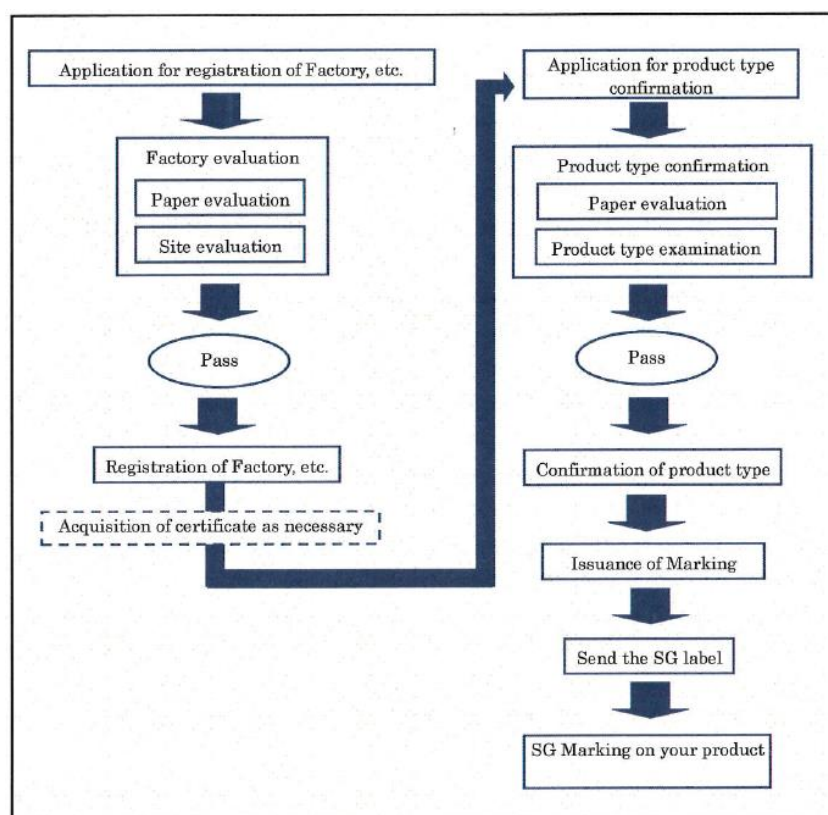 Application for registration of Factory, etc.
Factory evaluation
Paper evaluation
Site evaluation
Pass
Registration of Factory, etc.
Acquisition of certificate as necessary
Application for product type
confirmation
Product type confirmation
Paper evaluation
Product type examination
Pass
Confirmation of product type
Issuance of Marking
Send the SG label
SG Marking on your product